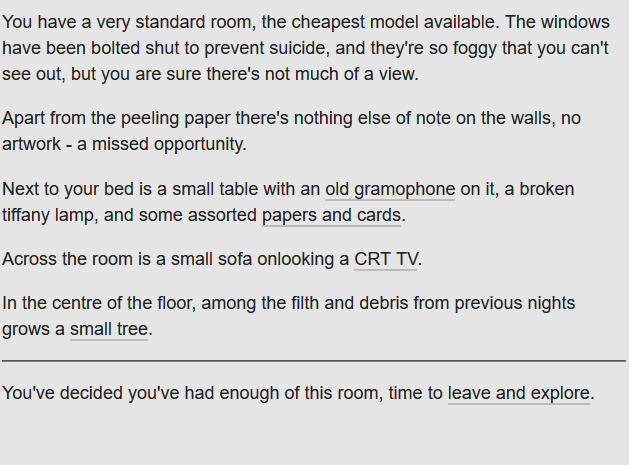 You have a very standard room, the cheapest model available. The windows
have been bolted shut to prevent suicide, and they're so foggy that you can't
see out, but you are sure there's not much of a view.
Apart from the peeling paper there's nothing else of note on the walls, no
artwork - a missed opportunity.
Next to your bed is a small table with an old gramophone on it, a broken
tiffany lamp, and some assorted papers and cards.
Across the room is a small sofa onlooking a CRT TV.
In the centre of the floor, among the filth and debris from previous nights
grows a small tree.
You've decided you've had enough of this room, time to leave and explore.